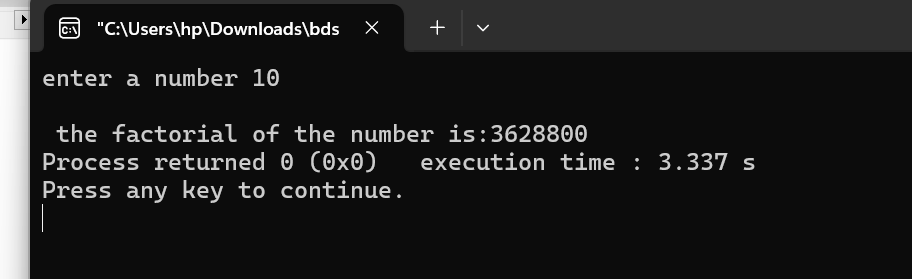 "C:\Users\hp\Downloads\bds
enter a number 10
the factorial of the number is:3628800
Process returned 0 (0x0)   execution time : 3.337 s
Press any key to continue.